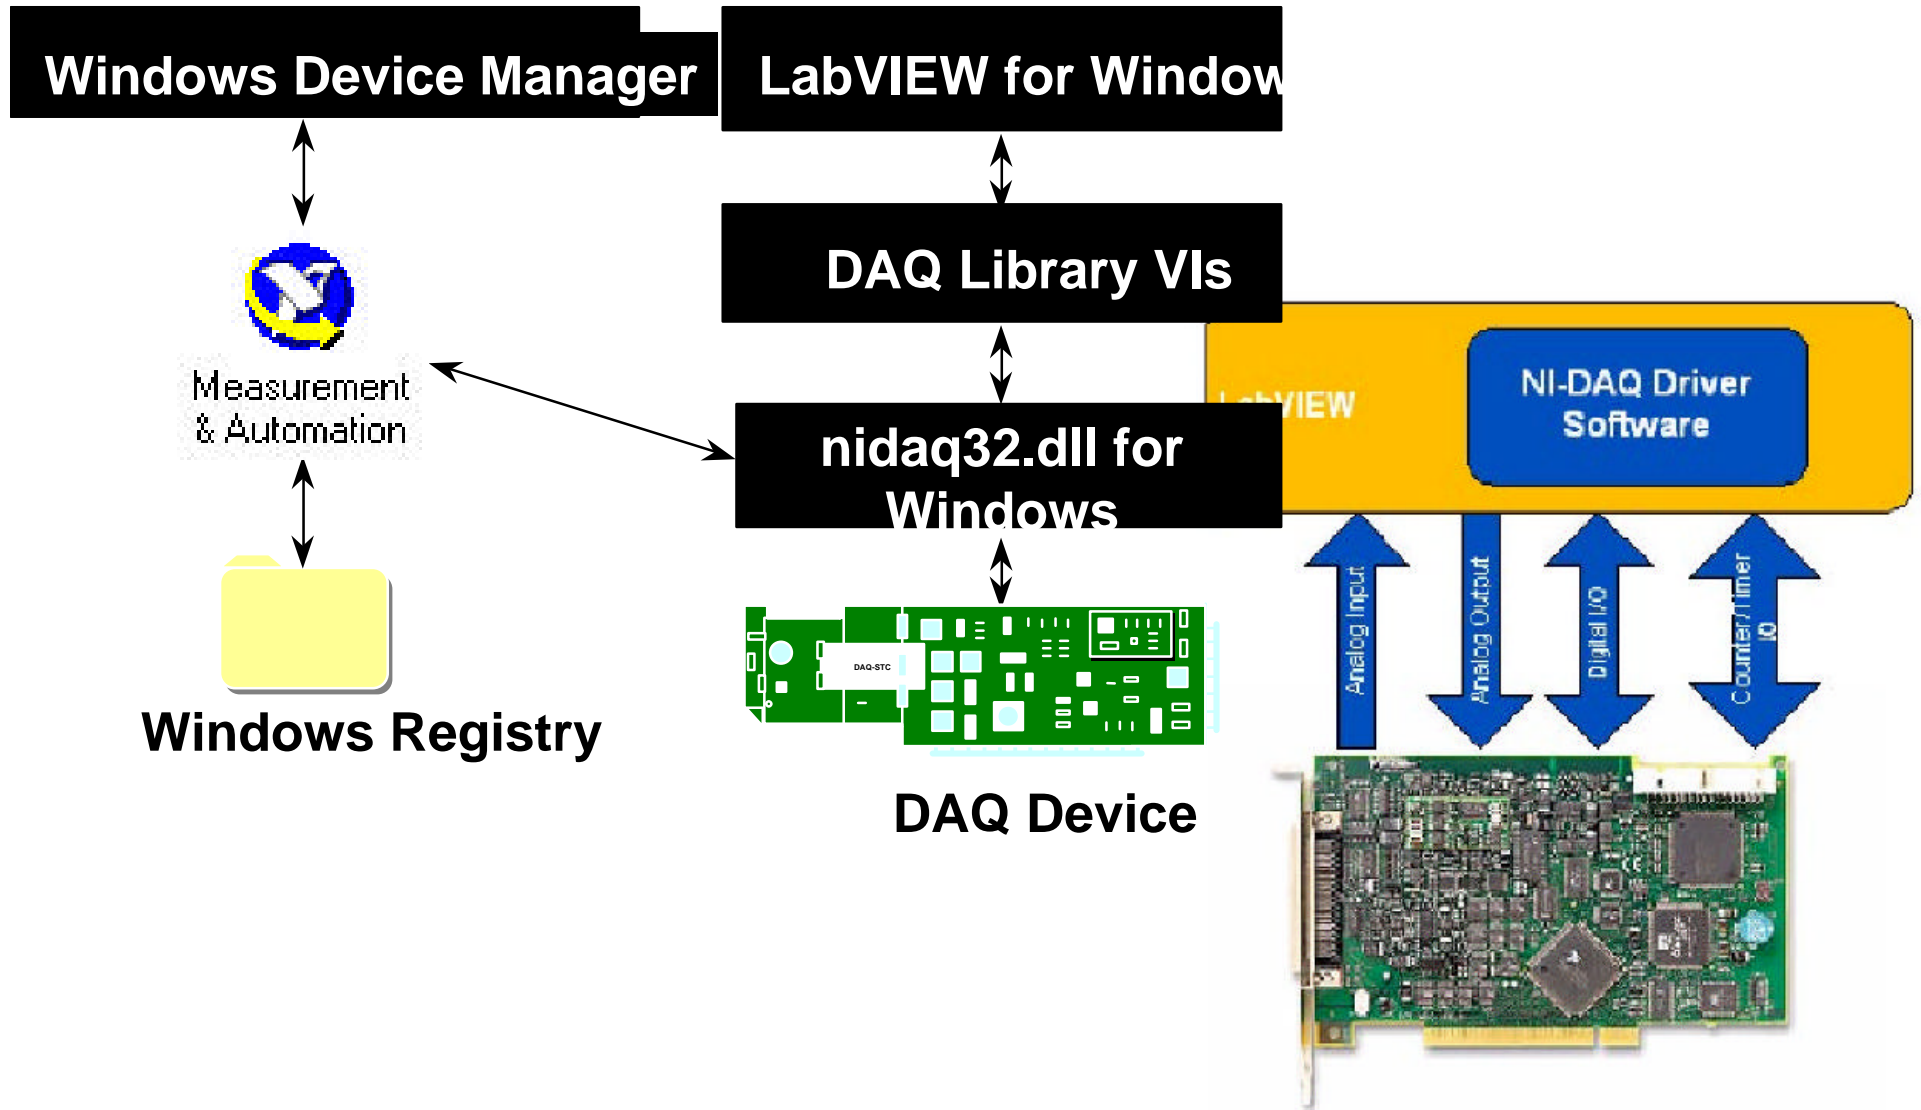 Windows Device Manager
LabVIEW for Window
DAQ Library VIs
Measurement
& Automation
nidaq32.dll for
Windows
LabVIEW
NI-DAQ Driver
Software
Analog Input
Analog Output
Digital I/O
Counter/Timer
I/O
DAQ-STC
Windows Registry
DAQ Device